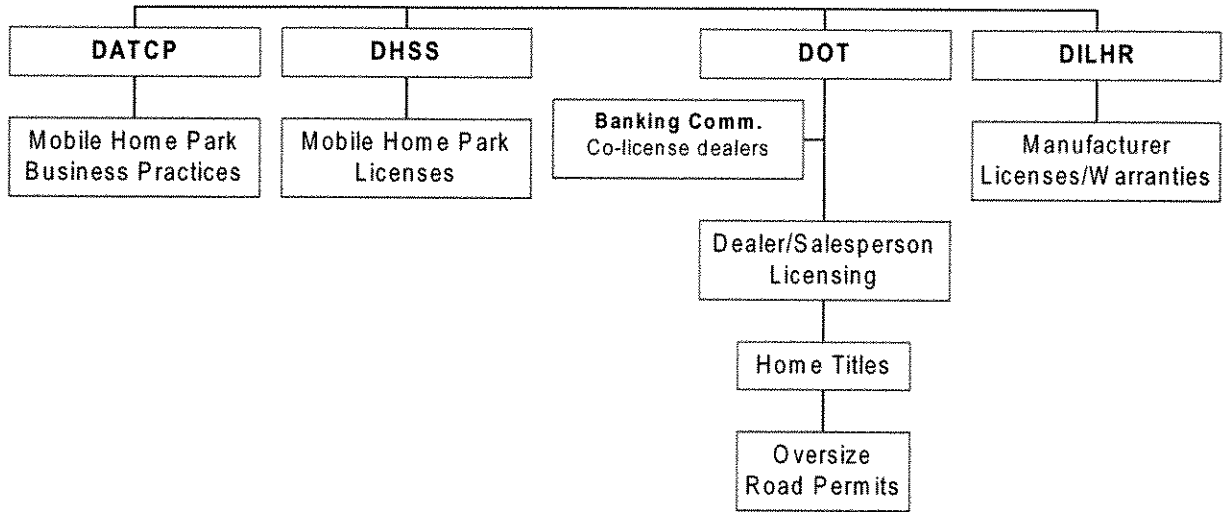 DATCP
DHSS
DOT
DILHR
Mobile Home Park
Business Practices
Mobile Home Park
Licenses
Banking Comm.
Co-license dealers
Manufacturer
Licenses/Warranties
Dealer/Salesperson
Licensing
Home Titles
Oversize
Road Permits